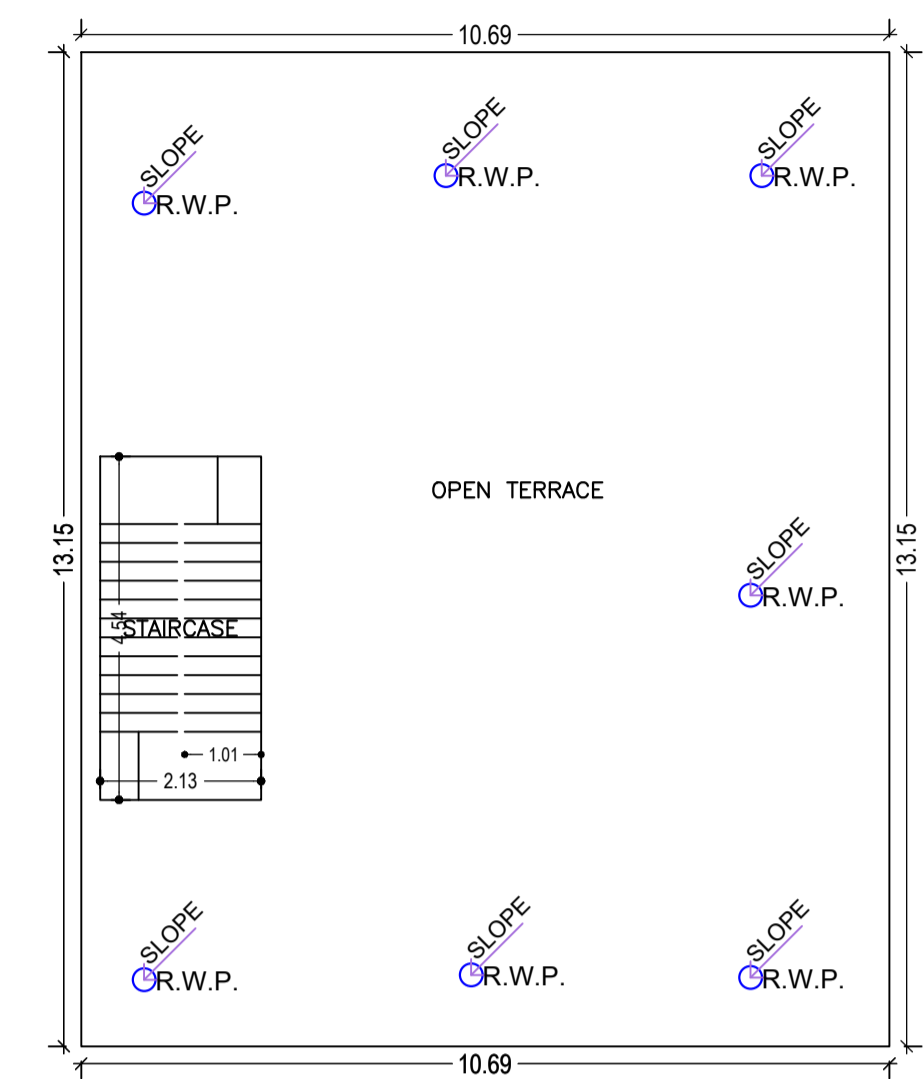 10.69
SLOPE
R.W.P.
SLOPE
R.W.P.
SLOPE
R.W.P.
OPEN TERRACE
13.15
13.15
SLOPE
R.W.P.
4.54
STAIRCASE
1.01
2.13
SLOPE
R.W.P.
SLOPE
R.W.P.
SLOPE
R.W.P.
10.69